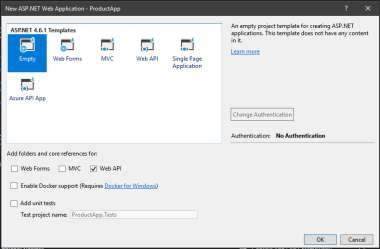 New ASP.NET Web Application - ProductApp
ASP.NET 4.6.1 Templates
Empty
Web Forms
MVC
Web API
Single Page
Application
Azure API App
An empty project template for creating ASP.NET
applications. This template does not have any content
in it.
Learn more
Change Authentication
Authentication: No Authentication
Add folders and core references for:
Web Forms
MVC
Web API
Enable Docker support (Requires Docker for Windows)
Add unit tests
Test project name: ProductApp.Tests
OK
Cancel